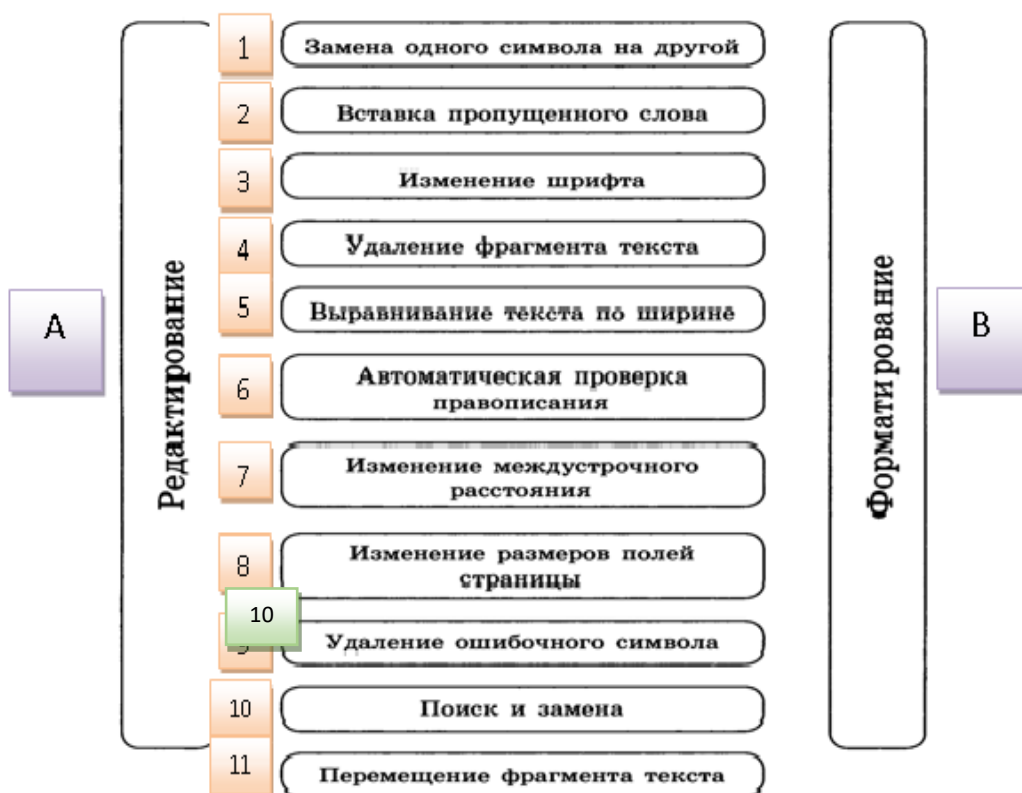 1
Замена одного символа на другой
2
Вставка пропущенного слова
3
Изменение шрифта
4
Удаление фрагмента текста
5
Выравнивание текста по ширине
6
Автоматическая проверка
правописания
7
Изменение междустрочного
расстояния
8
Изменение размеров полей
страницы
10
9
Удаление ошибочного символа
10
Поиск и замена
11
Перемещение фрагмента текста
A
Редактирование
Форматирование
B